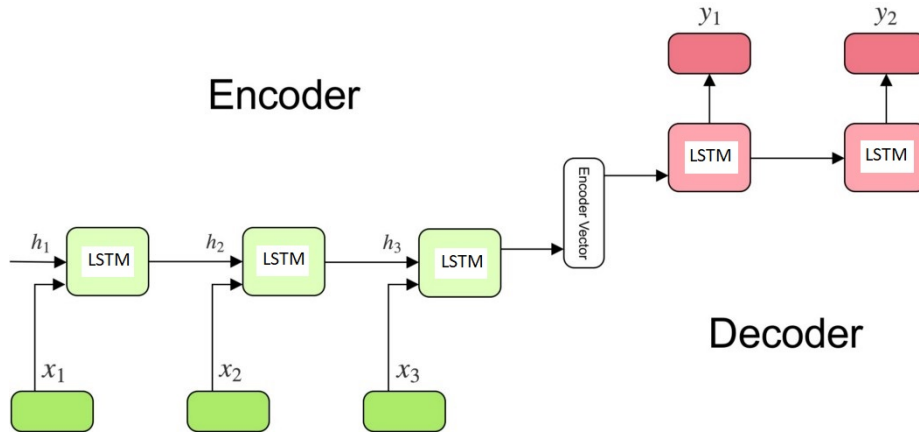 y₁
y₂
Encoder
LSTM
LSTM
Encoder Vector
h₁
LSTM
h₂
LSTM
h₃
LSTM
Decoder
x₁
x₂
x₃